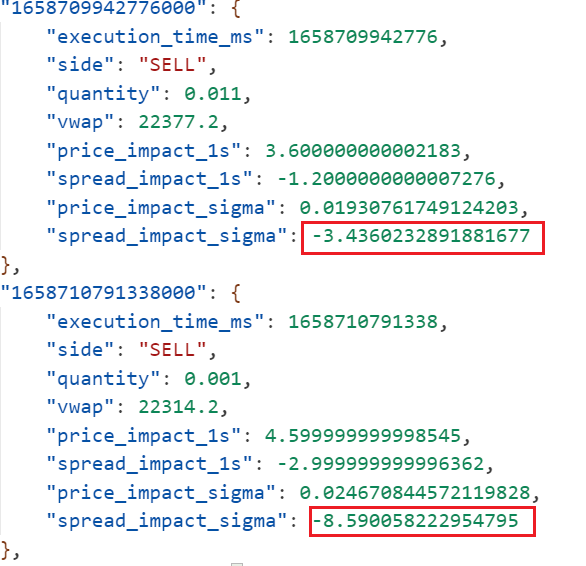 "1658709942776000": {
"execution_time_ms": 1658709942776,
"side": "SELL",
"quantity": 0.011,
"vwap": 22377.2,
"price_impact_1s": 3.600000000002183,
"spread_impact_1s": -1.2000000000007276,
"price_impact_sigma": 0.01930761749124203,
"spread_impact_sigma": -3.4360232891881677
},
"1658710791338000": {
"execution_time_ms": 1658710791338,
"side": "SELL",
"quantity": 0.001,
"vwap": 22314.2,
"price_impact_1s": 4.599999999998545,
"spread_impact_1s": -2.999999999996362,
"price_impact_sigma": 0.024670844572119828,
"spread_impact_sigma": -8.590058222954795
},